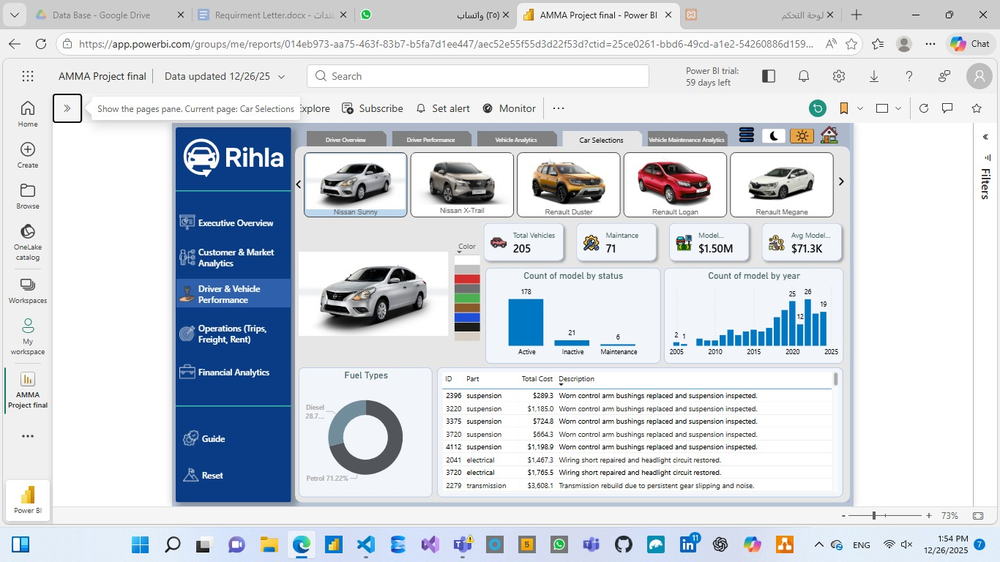 Data Base - Google Drive
Requirment Letter.docx - مستندات
(٢٥) واتساب
AMMA Project final - Power BI
لوحة التحكم
https://app.powerbi.com/groups/me/reports/014eb973-aa75-463f-83b7-b5fa7d1ee447/aec52e55f55d3d22f53d?ctid=25ce0261-bbd6-49cd-a1e2-54260886d159...
Chat
AMMA Project final
Data updated 12/26/25
Search
Power BI trial:
59 days left
Show the pages pane. Current page: Car Selections
xplore
Subscribe
Set alert
Monitor
Home
Create
Browse
OneLake
catalog
Workspaces
My
workspace
AMMA
Project final
Power BI
Rihla
Executive Overview
Customer & Market
Analytics
Driver & Vehicle
Performance
Operations (Trips,
Freight, Rent)
Financial Analytics
Guide
Reset
Driver Overview
Driver Performance
Vehicle Analytics
Car Selections
Vehicle Maintenance Analytics
Nissan Sunny
Nissan X-Trail
Renault Duster
Renault Logan
Renault Megane
Color
Total Vehicles
205
Maintance
71
Model...
$1.50M
Avg Model...
$71.3K
Count of model by status
178
21
6
Active
Inactive
Maintenance
Count of model by year
2
1
25
12
26
19
2005
2010
2015
2020
2025
Fuel Types
Diesel
28.7...
Petrol 71.22%
ID Part Total Cost Description
2396 suspension $289.3 Worn control arm bushings replaced and suspension inspected.
3220 suspension $1,185.0 Worn control arm bushings replaced and suspension inspected.
3375 suspension $724.8 Worn control arm bushings replaced and suspension inspected.
3720 suspension $664.3 Worn control arm bushings replaced and suspension inspected.
4112 suspension $1,198.9 Worn control arm bushings replaced and suspension inspected.
2041 electrical $1,467.3 Wiring short repaired and headlight circuit restored.
3720 electrical $1,765.5 Wiring short repaired and headlight circuit restored.
2279 transmission $3,608.1 Transmission rebuild due to persistent gear slipping and noise.
Filters
73%
5
11
ENG
1:54 PM
12/26/2025
7